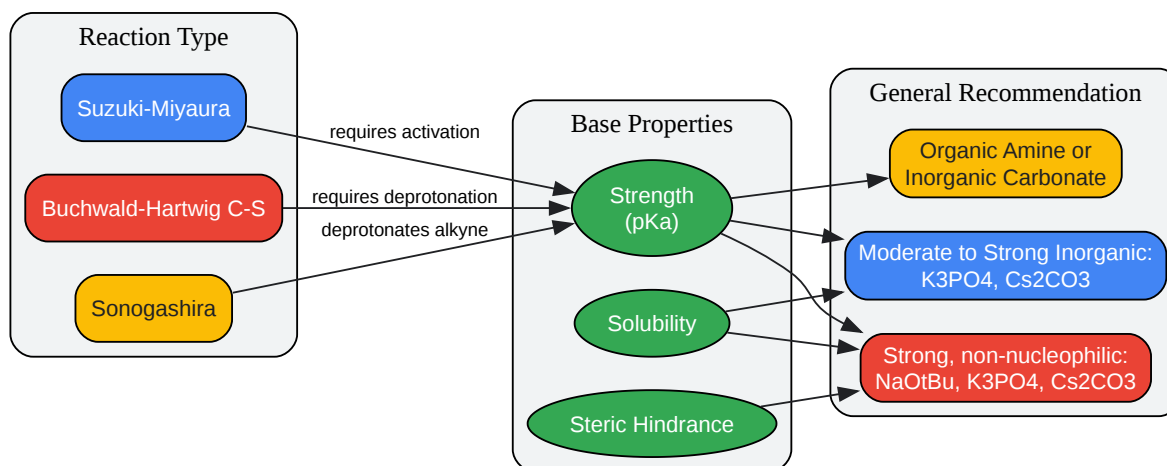 Reaction Type
Suzuki-Miyaura
Buchwald-Hartwig C-S
Sonogashira
requires activation
requires deprotonation
deprotonates alkyne
Base Properties
Strength
(pKa)
Solubility
Steric Hindrance
General Recommendation
Organic Amine or
Inorganic Carbonate
Moderate to Strong Inorganic:
K3PO4, Cs2CO3
Strong, non-nucleophilic:
NaOtBu, K3PO4, Cs2CO3